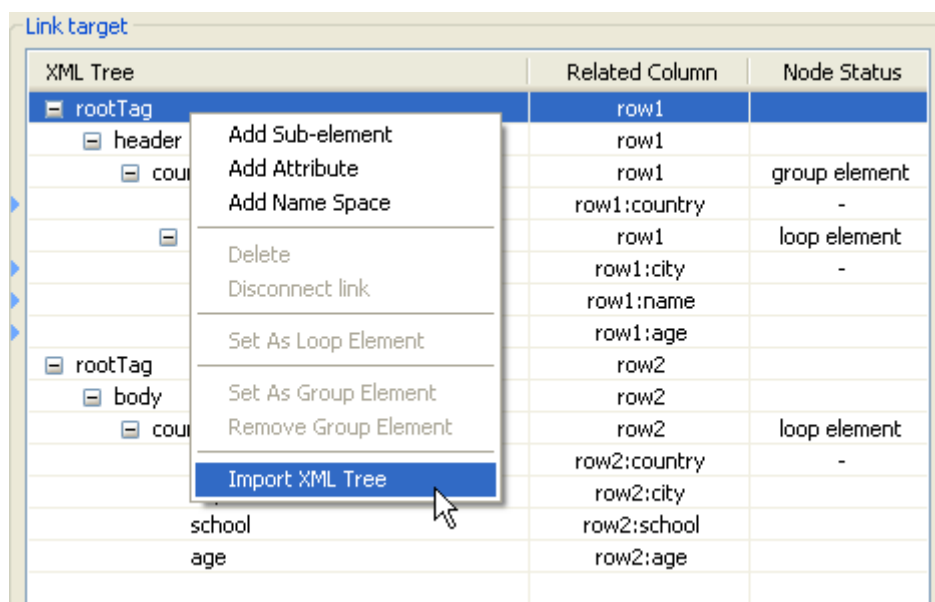 Link target
XML Tree Related Column Node Status
rootTag row1
header row1
row1 group element
row1:country -
row1 loop element
row1:city -
row1:name
row1:age
rootTag row2
body row2
row2 loop element
row2:country -
row2:city
school row2:school
age row2:age
Add Sub-element
Add Attribute
Add Name Space
Delete
Disconnect link
Set As Loop Element
Set As Group Element
Remove Group Element
Import XML Tree